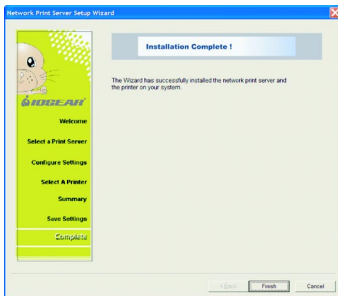 Network Print Server Setup Wizard
Installation Complete !
The Wizard has successfully installed the network print server and
the printer on your system.
IOGEAR
Welcome
Select a Print Server
Configure Settings
Select A Printer
Summary
Save Settings
Complete
< Back
Finish
Cancel